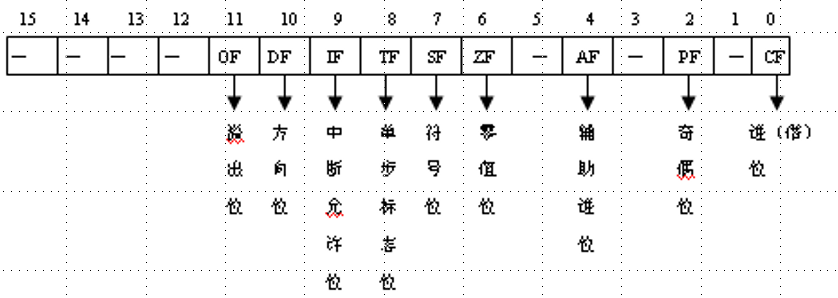 15 14 13 12 11 10 9 8 7 6 5 4 3 2 1 0
— — — — OF DF IF TF SF ZF — AF — PF — CF
溢出位
方向位
中断允许位
单步标志位
符号位
零值位
辅助进位
奇偶位
进（借）位